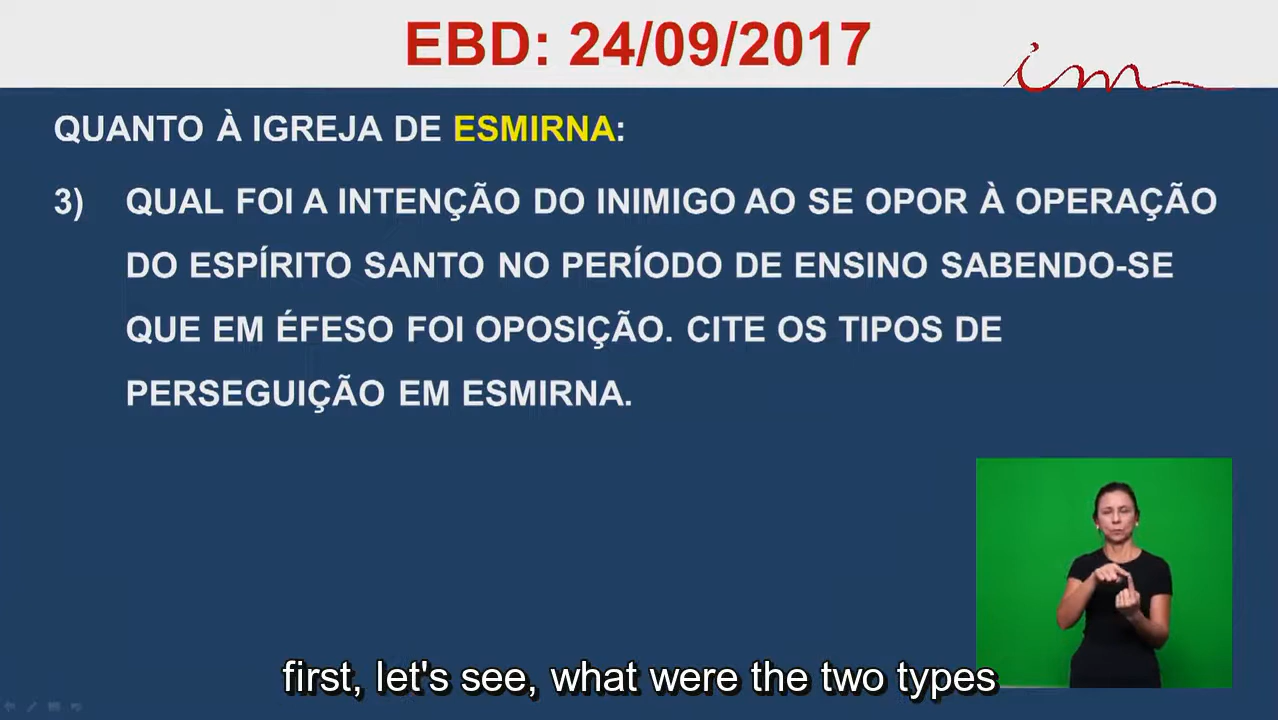 EBD: 24/09/2017
im
QUANTO À IGREJA DE ESMIRNA:
3) QUAL FOI A INTENÇÃO DO INIMIGO AO SE OPOR À OPERAÇÃO
DO ESPÍRITO SANTO NO PERÍODO DE ENSINO SABENDO-SE
QUE EM ÉFESO FOI OPOSIÇÃO. CITE OS TIPOS DE
PERSEGUIÇÃO EM ESMIRNA.
first, let's see, what were the two types